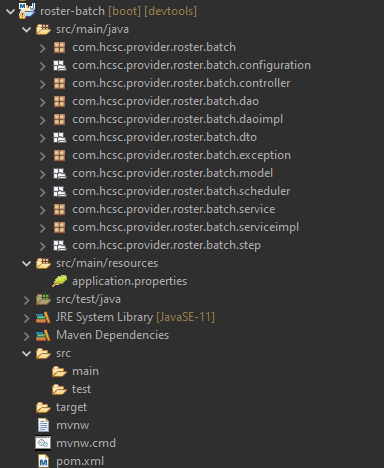 roster-batch [boot] [devtools]
src/main/java
com.hcsc.provider.roster.batch
com.hcsc.provider.roster.batch.configuration
com.hcsc.provider.roster.batch.controller
com.hcsc.provider.roster.batch.dao
com.hcsc.provider.roster.batch.daoimpl
com.hcsc.provider.roster.batch.dto
com.hcsc.provider.roster.batch.exception
com.hcsc.provider.roster.batch.model
com.hcsc.provider.roster.batch.scheduler
com.hcsc.provider.roster.batch.service
com.hcsc.provider.roster.batch.serviceimpl
com.hcsc.provider.roster.batch.step
src/main/resources
application.properties
src/test/java
JRE System Library [JavaSE-11]
Maven Dependencies
src
main
test
target
mvnw
mvnw.cmd
pom.xml